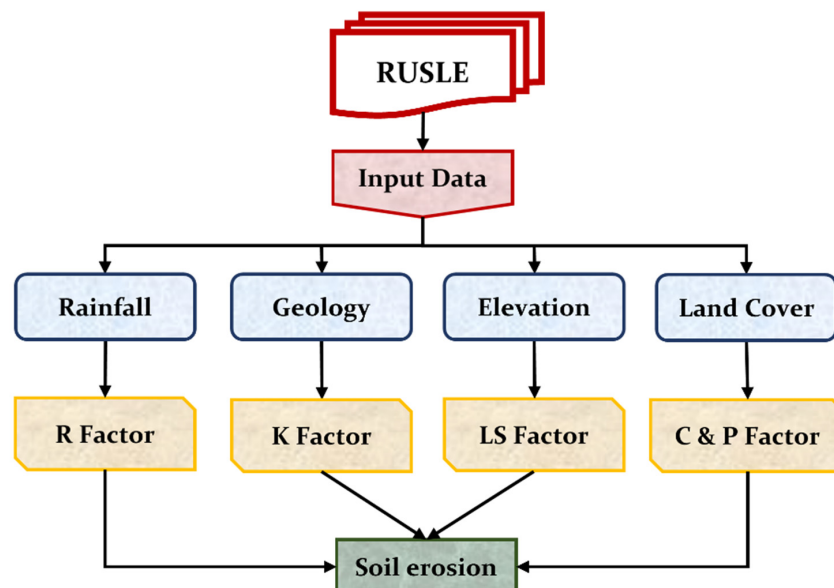 RUSLE
Input Data
Rainfall
Geology
Elevation
Land Cover
R Factor
K Factor
LS Factor
C & P Factor
Soil erosion